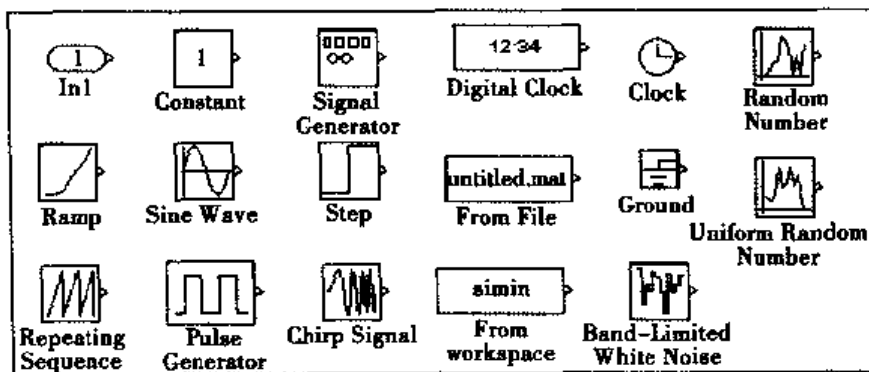 1
In1
1
Constant
Signal
Generator
12:34
Digital Clock
Clock
Random
Number
Ramp
Sine Wave
Step
untitled.mat
From File
Ground
Uniform Random
Number
Repeating
Sequence
Pulse
Generator
Chirp Signal
simin
From
workspace
Band-Limited
White Noise